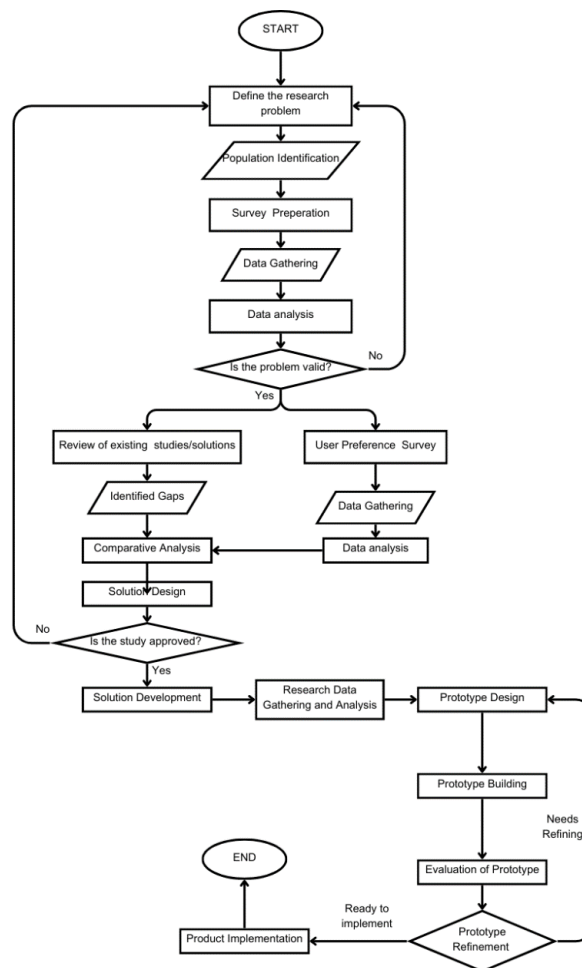 START
Define the research
problem
Population Identification
Survey Preperation
Data Gathering
Data analysis
Is the problem valid?
No
Yes
Review of existing studies/solutions
User Preference Survey
Identified Gaps
Data Gathering
Comparative Analysis
Data analysis
Solution Design
Is the study approved?
No
Yes
Solution Development
Research Data
Gathering and Analysis
Prototype Design
Prototype Building
Needs
Refining
Evaluation of Prototype
END
Ready to
implement
Prototype
Refinement
Product Implementation